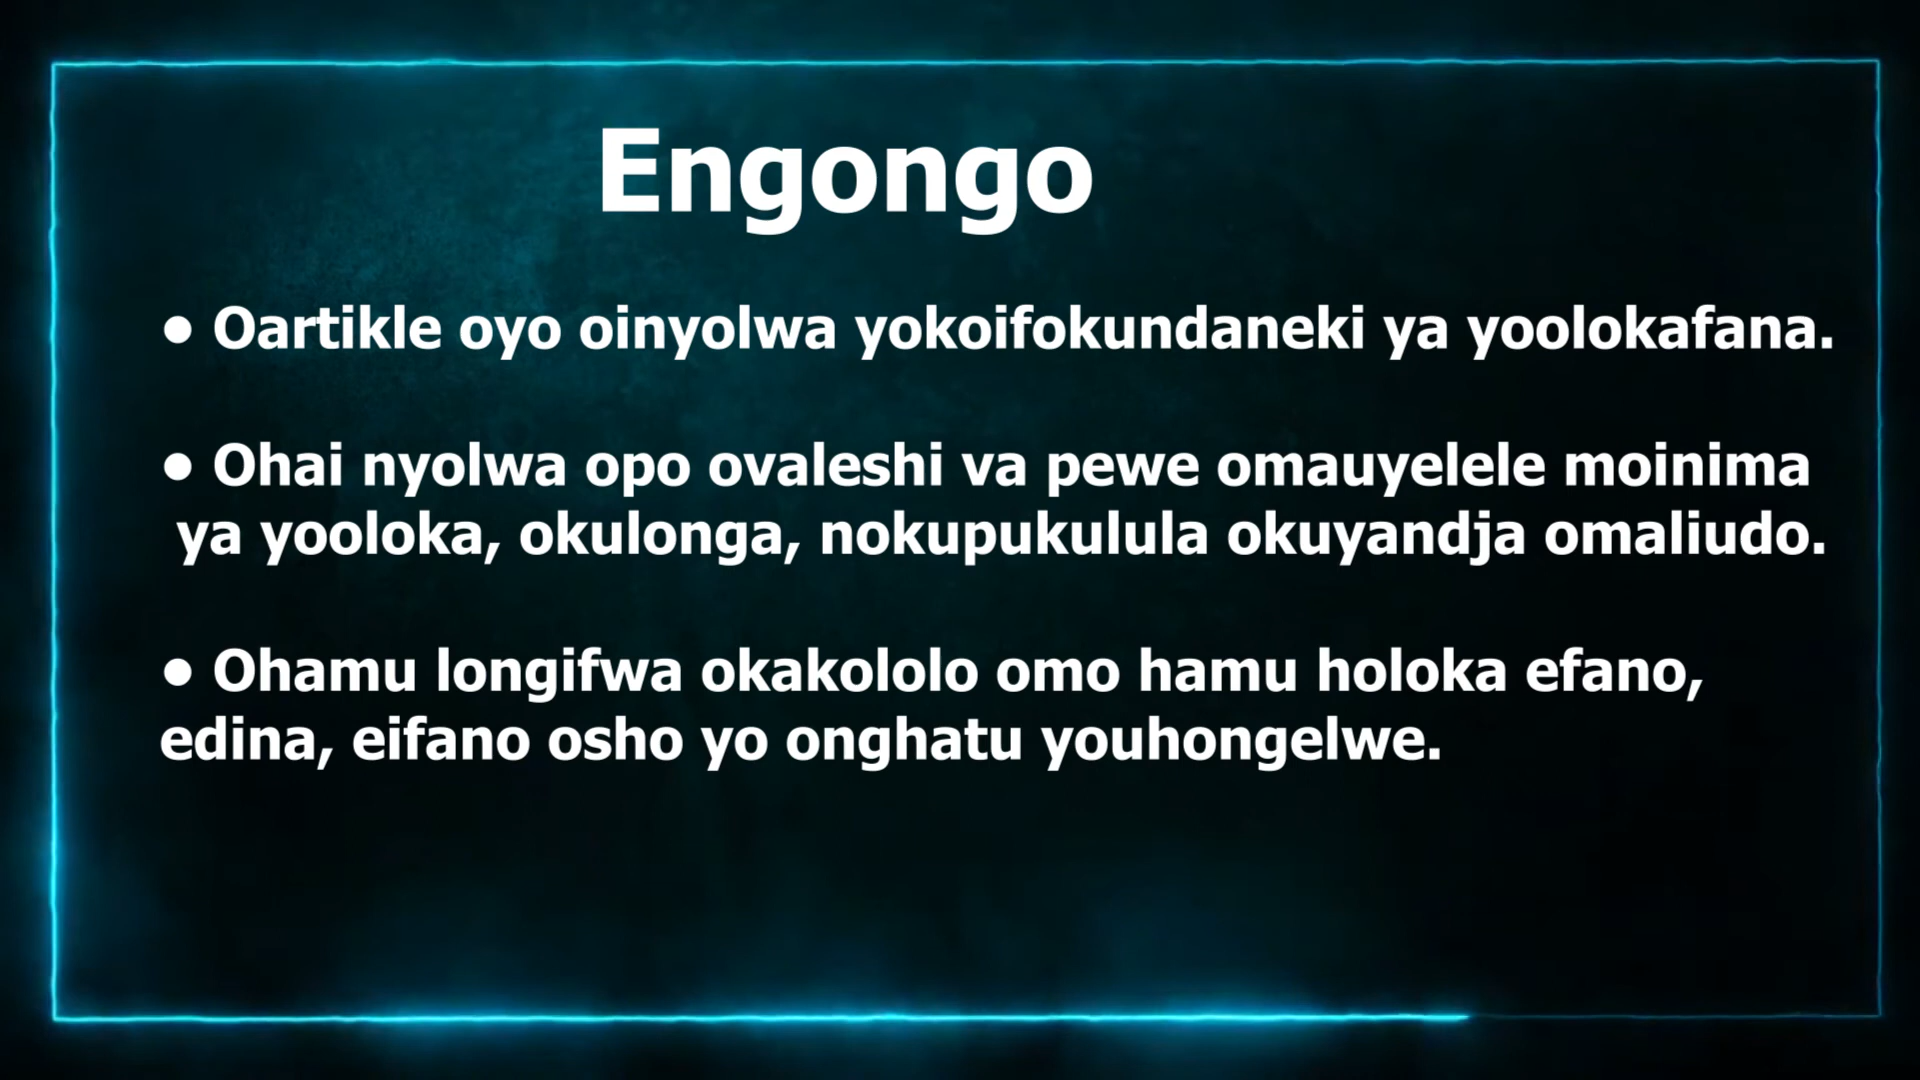 Engongo
● Oartikle oyo oinyolwa yokoifokundaneki ya yoolokafana.
● Ohai nyolwa opo ovaleshi va pewe omauyelele moinima
ya yooloka, okulonga, nokupukulula okuyandja omaliudo.
● Ohamu longifwa okakololo omo hamu holoka efano,
edina, eifano osho yo onghatu youhongelwe.